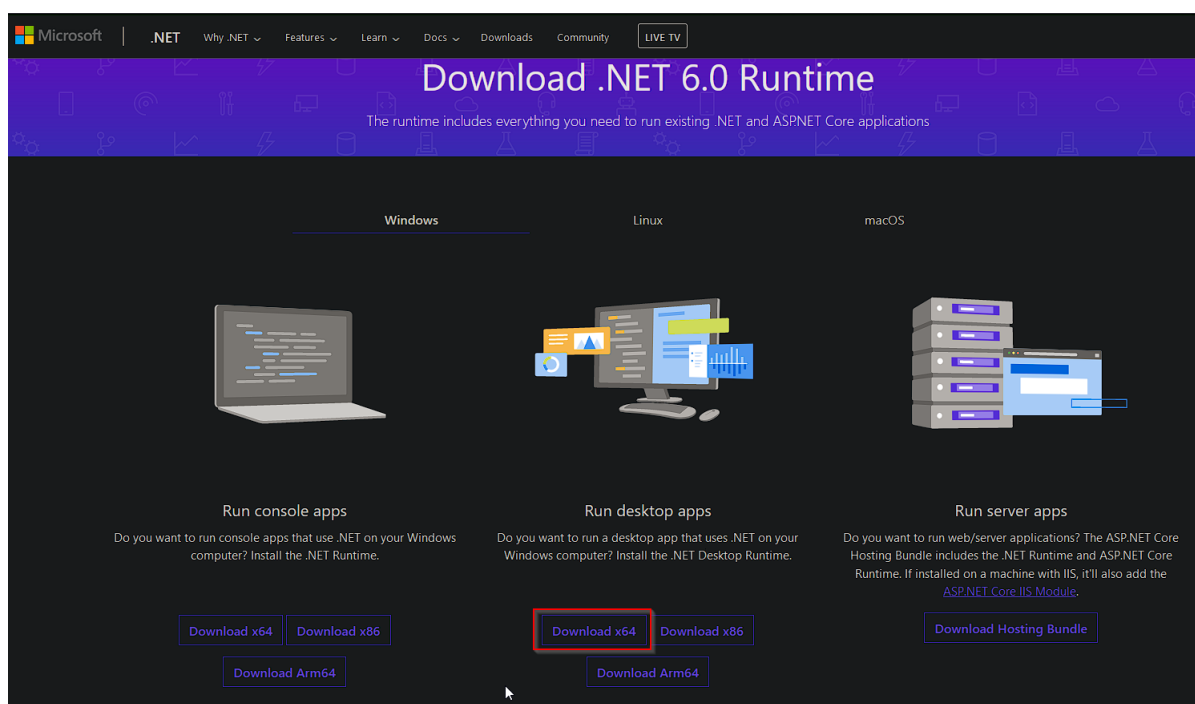 Microsoft
.NET
Why .NET
Features
Learn
Docs
Downloads
Community
LIVE TV
Download .NET 6.0 Runtime
The runtime includes everything you need to run existing .NET and ASP.NET Core applications
Windows
Linux
macOS
Run console apps
Do you want to run console apps that use .NET on your Windows
computer? Install the .NET Runtime.
Download x64
Download x86
Download Arm64
Run desktop apps
Do you want to run a desktop app that uses .NET on your
Windows computer? Install the .NET Desktop Runtime.
Download x64
Download x86
Download Arm64
Run server apps
Do you want to run web/server applications? The ASP.NET Core
Hosting Bundle includes the .NET Runtime and ASP.NET Core
Runtime. If installed on a machine with IIS, it'll also add the
ASP.NET Core IIS Module.
Download Hosting Bundle